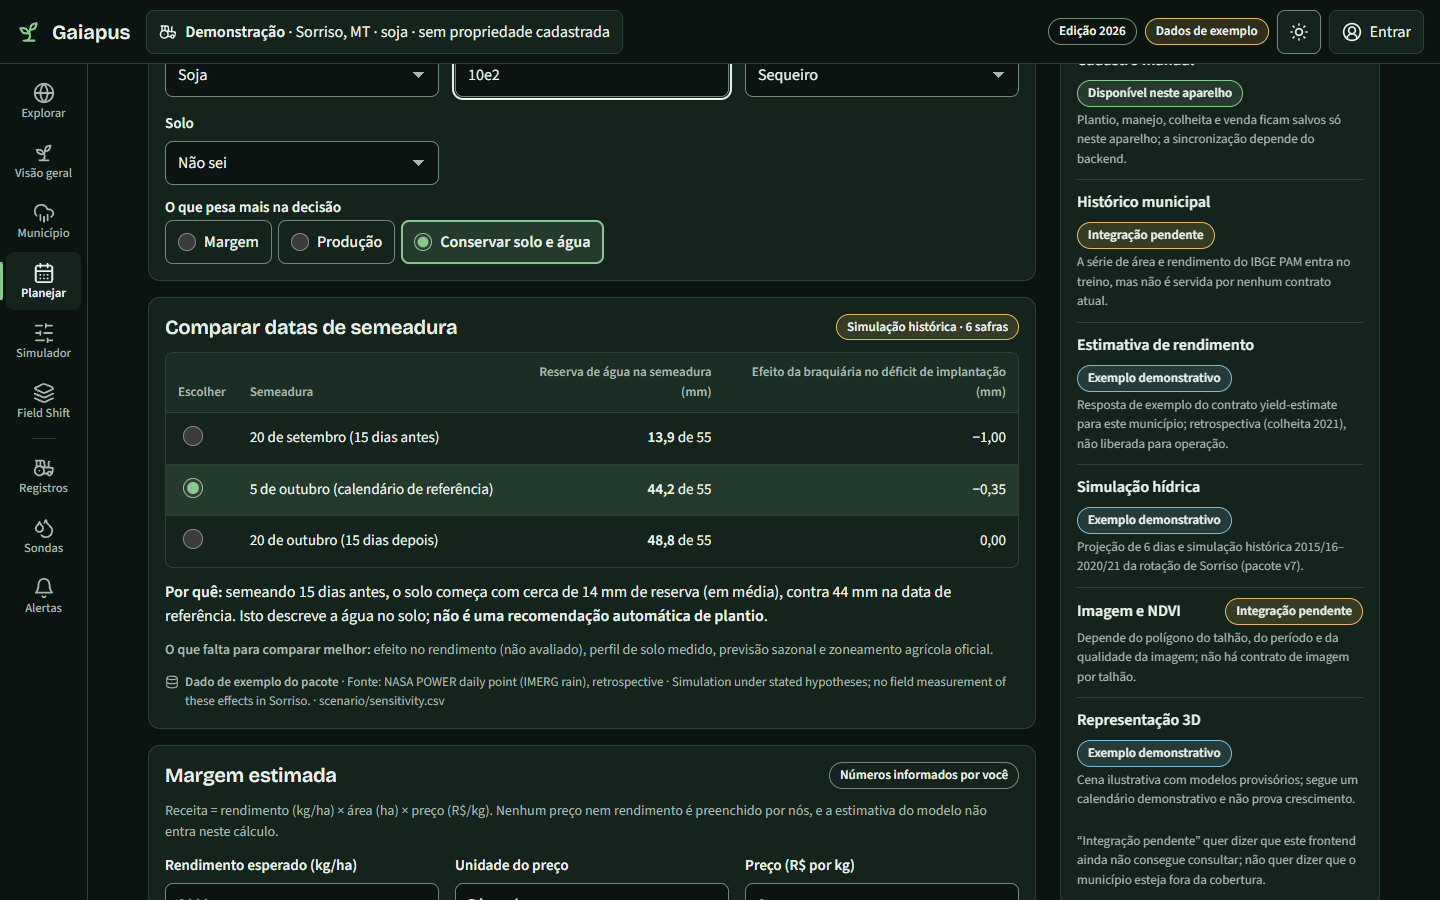 Gaiapus
Demonstração · Sorriso, MT · soja · sem propriedade cadastrada
Edição 2026
Dados de exemplo
Entrar
Explorar
Visão geral
Município
Planejar
Simulador
Field Shift
Registros
Sondas
Alertas
Soja
10e2
Sequeiro
Solo
Não sei
O que pesa mais na decisão
Margem
Produção
Conservar solo e água
Comparar datas de semeadura
Simulação histórica · 6 safras
Escolher
Semeadura
Reserva de água na semeadura
(mm)
Efeito da braquiária no déficit de implantação
(mm)
20 de setembro (15 dias antes)
13,9 de 55
−1,00
5 de outubro (calendário de referência)
44,2 de 55
−0,35
20 de outubro (15 dias depois)
48,8 de 55
0,00
Por quê: semeando 15 dias antes, o solo começa com cerca de 14 mm de reserva (em média), contra 44 mm na data de
referência. Isto descreve a água no solo; não é uma recomendação automática de plantio.
O que falta para comparar melhor: efeito no rendimento (não avaliado), perfil de solo medido, previsão sazonal e zoneamento agrícola oficial.
Dado de exemplo do pacote · Fonte: NASA POWER daily point (IMERG rain), retrospective · Simulation under stated hypotheses; no field measurement of
these effects in Sorriso. · scenario/sensitivity.csv
Margem estimada
Números informados por você
Receita = rendimento (kg/ha) × área (ha) × preço (R$/kg). Nenhum preço nem rendimento é preenchido por nós, e a estimativa do modelo não
entra neste cálculo.
Rendimento esperado (kg/ha)
Unidade do preço
Preço (R$ por kg)
Disponível neste aparelho
Plantio, manejo, colheita e venda ficam salvos só
neste aparelho; a sincronização depende do
backend.
Histórico municipal
Integração pendente
A série de área e rendimento do IBGE PAM entra no
treino, mas não é servida por nenhum contrato
atual.
Estimativa de rendimento
Exemplo demonstrativo
Resposta de exemplo do contrato yield-estimate
para este município; retrospectiva (colheita 2021),
não liberada para operação.
Simulação hídrica
Exemplo demonstrativo
Projeção de 6 dias e simulação histórica 2015/16–
2020/21 da rotação de Sorriso (pacote v7).
Imagem e NDVI
Integração pendente
Depende do polígono do talhão, do período e da
qualidade da imagem; não há contrato de imagem
por talhão.
Representação 3D
Exemplo demonstrativo
Cena ilustrativa com modelos provisórios; segue um
calendário demonstrativo e não prova crescimento.
“Integração pendente” quer dizer que este frontend
ainda não consegue consultar; não quer dizer que o
município esteja fora da cobertura.